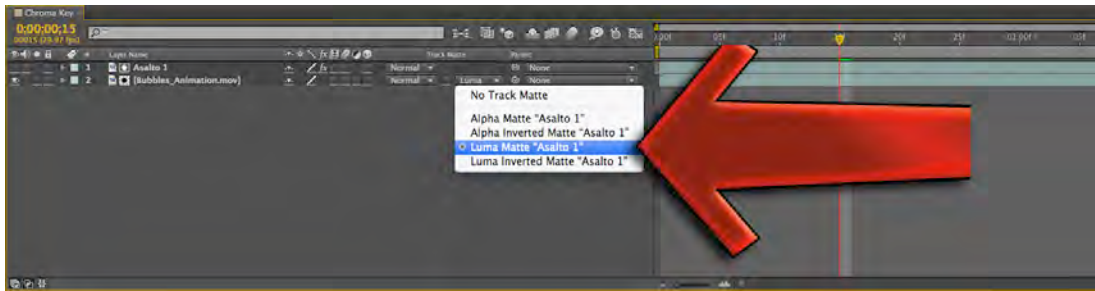 Chroma Key
0;00;00;15
00015 (29.97 fps)
Layer Name Track Matte Parent
1 Asalto 1 Normal None
2 [Bubbles_Animation.mov] Normal Luma None
No Track Matte
Alpha Matte "Asalto 1"
Alpha Inverted Matte "Asalto 1"
Luma Matte "Asalto 1"
Luma Inverted Matte "Asalto 1"
05f 10f 20f 25f 01:00f 05f